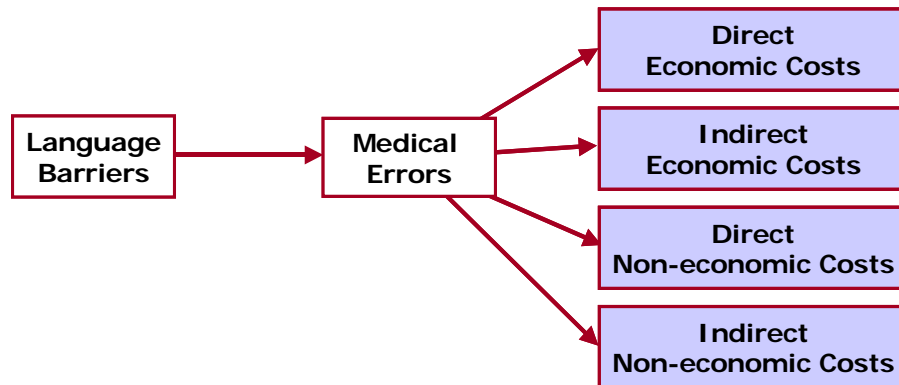 Language
Barriers
Medical
Errors
Direct
Economic Costs
Indirect
Economic Costs
Direct
Non-economic Costs
Indirect
Non-economic Costs